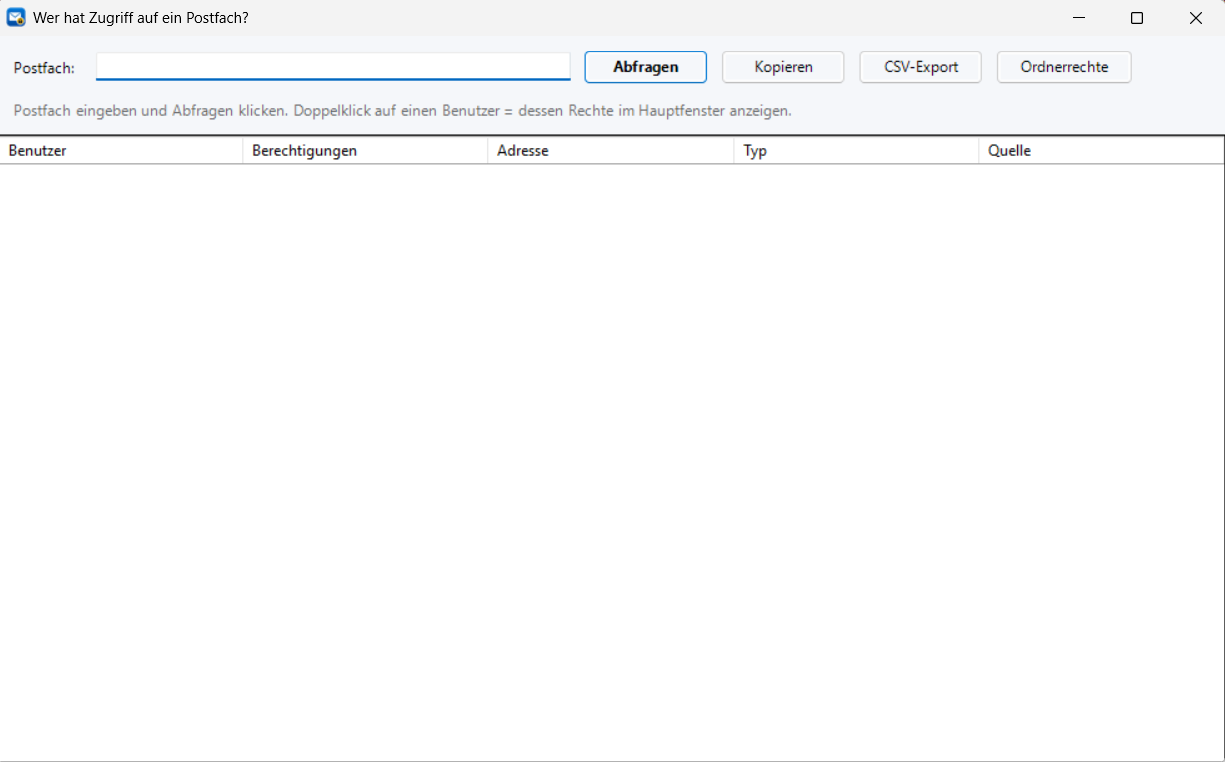 Wer hat Zugriff auf ein Postfach?
Postfach: Abfragen Kopieren CSV-Export Ordnerrechte
Postfach eingeben und Abfragen klicken. Doppelklick auf einen Benutzer = dessen Rechte im Hauptfenster anzeigen.
Benutzer Berechtigungen Adresse Typ Quelle